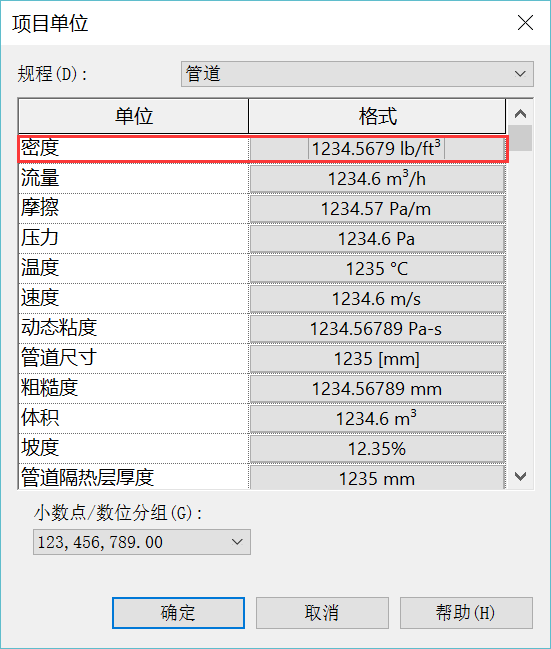 项目单位
规程(D): 管道
单位 格式
密度 1234.5679 lb/ft³
流量 1234.6 m³/h
摩擦 1234.57 Pa/m
压力 1234.6 Pa
温度 1235 °C
速度 1234.6 m/s
动态粘度 1234.56789 Pa-s
管道尺寸 1235 [mm]
粗糙度 1234.56789 mm
体积 1234.6 m³
坡度 12.35%
管道隔热层厚度 1235 mm
小数点/数位分组(G):
123,456,789.00
确定 取消 帮助(H)